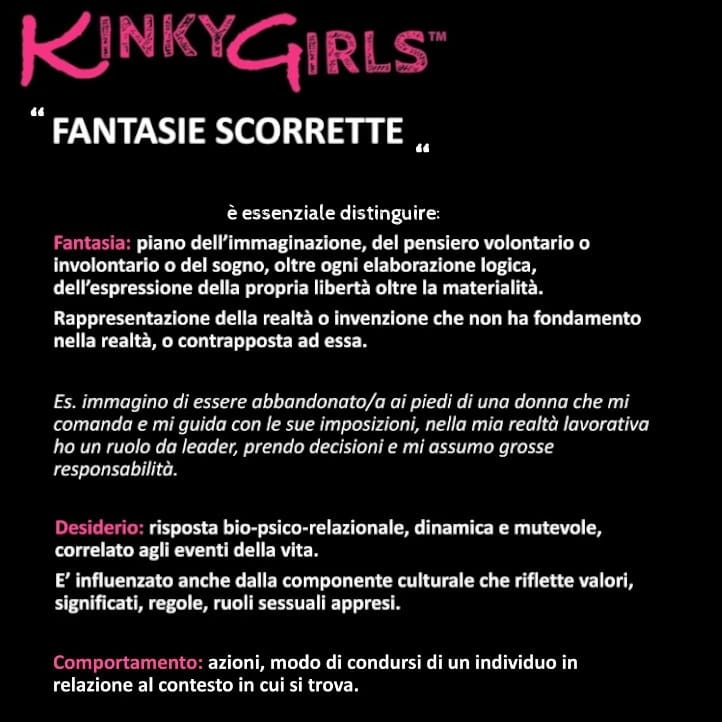 KINKYGIRLS™
“ FANTASIE SCORRETTE “
è essenziale distinguere:
Fantasia: piano dell’immaginazione, del pensiero volontario o
involontario o del sogno, oltre ogni elaborazione logica,
dell’espressione della propria libertà oltre la materialità.
Rappresentazione della realtà o invenzione che non ha fondamento
nella realtà, o contrapposta ad essa.
Es. immagino di essere abbandonato/a ai piedi di una donna che mi
comanda e mi guida con le sue imposizioni, nella mia realtà lavorativa
ho un ruolo da leader, prendo decisioni e mi assumo grosse
responsabilità.
Desiderio: risposta bio-psico-relazionale, dinamica e mutevole,
correlato agli eventi della vita.
E’ influenzato anche dalla componente culturale che riflette valori,
significati, regole, ruoli sessuali appresi.
Comportamento: azioni, modo di condursi di un individuo in
relazione al contesto in cui si trova.